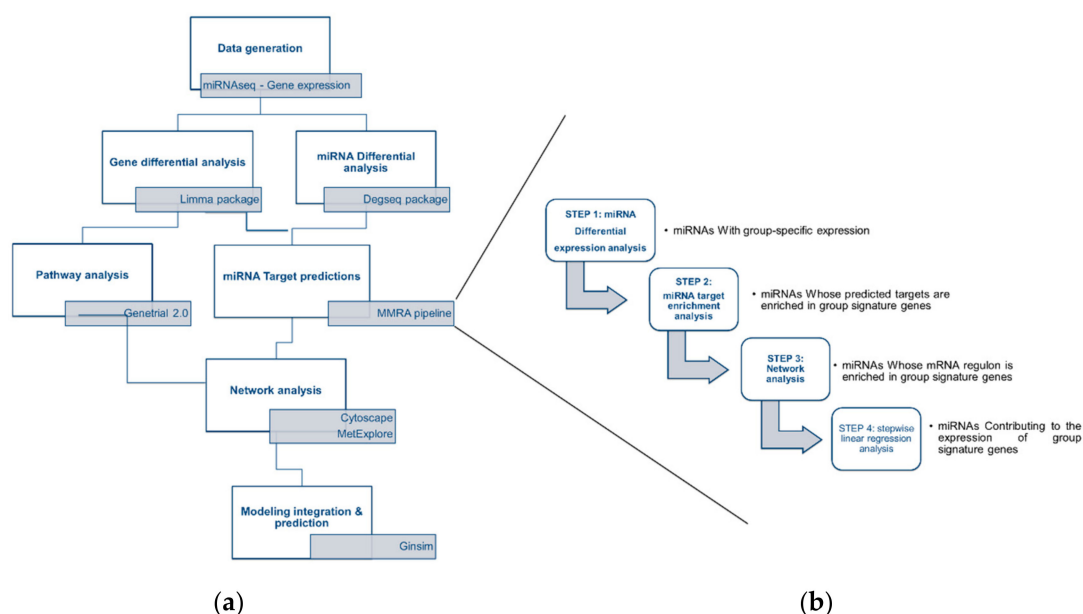 Data generation
miRNAseq - Gene expression
Gene differential analysis
Limma package
miRNA Differential
analysis
Degseq package
Pathway analysis
Genetrial 2.0
miRNA Target predictions
MMRA pipeline
Network analysis
Cytoscape
MetExplore
Modeling integration &
prediction
Ginsim
(a)
STEP 1: miRNA
Differential
expression analysis
• miRNAs With group-specific expression
STEP 2:
miRNA target
enrichment
analysis
• miRNAs Whose predicted targets are
enriched in group signature genes
STEP 3:
Network
analysis
• miRNAs Whose mRNA regulon is
enriched in group signature genes
STEP 4: stepwise
linear regression
analysis
• miRNAs Contributing to the
expression of group
signature genes
(b)